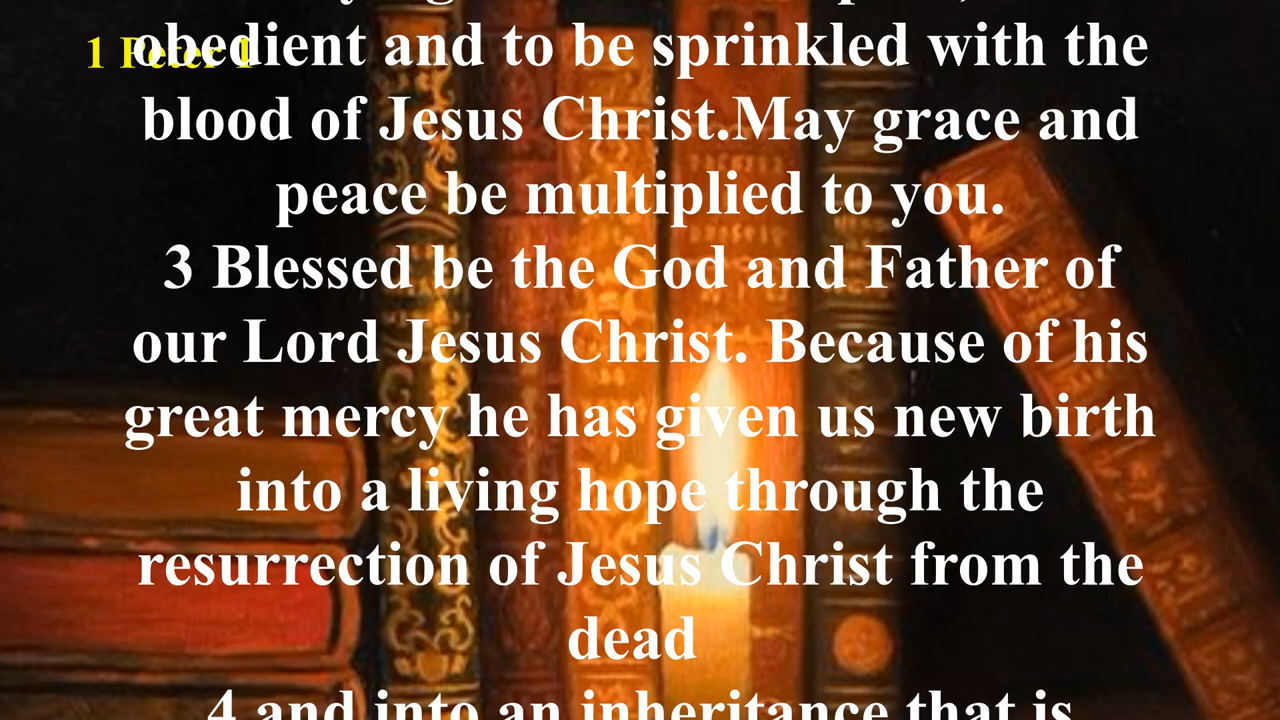 1 Peter 1
obedient and to be sprinkled with the
blood of Jesus Christ.May grace and
peace be multiplied to you.
3 Blessed be the God and Father of
our Lord Jesus Christ. Because of his
great mercy he has given us new birth
into a living hope through the
resurrection of Jesus Christ from the
dead
4 and into an inheritance that is